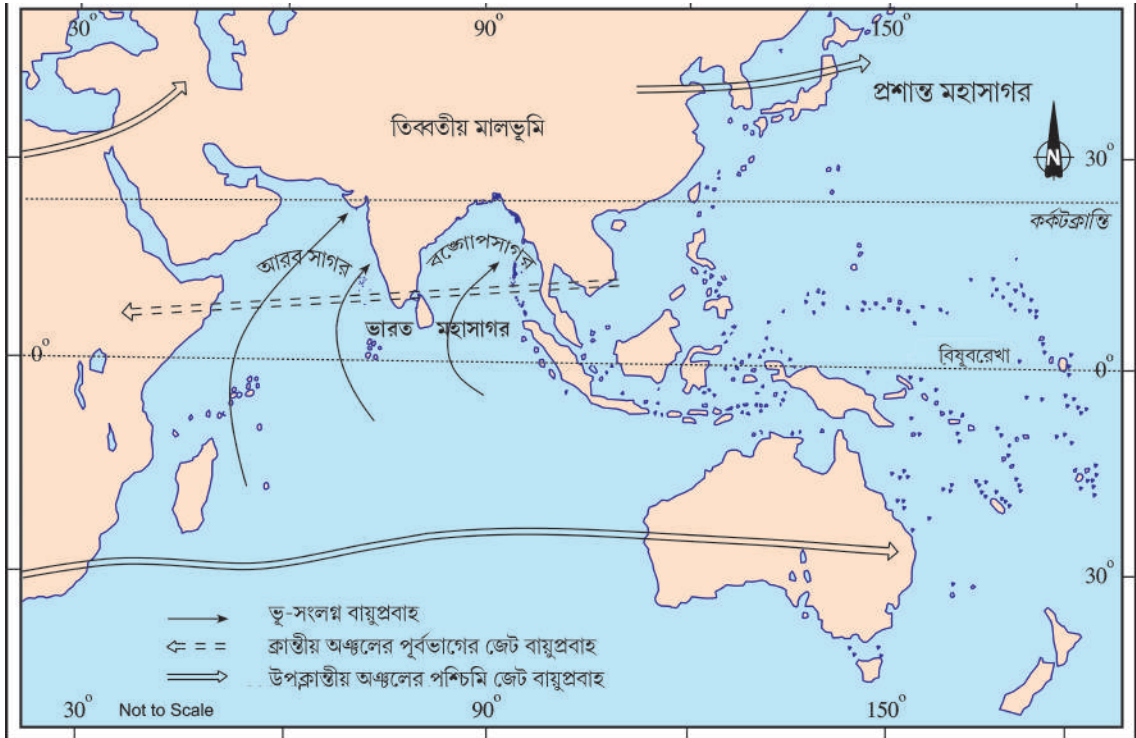 30°
90°
150°
প্রশান্ত মহাসাগর
তিব্বতীয় মালভূমি
N
30°
কর্কটক্রান্তি
আরব সাগর
বঙ্গোপসাগর
ভারত মহাসাগর
0°
বিষুবরেখা
0°
30°
ভূ-সংলগ্ন বায়ুপ্রবাহ
ক্রান্তীয় অঞ্চলের পূর্বভাগের জেট বায়ুপ্রবাহ
উপক্রান্তীয় অঞ্চলের পশ্চিমি জেট বায়ুপ্রবাহ
30°
Not to Scale
90°
150°